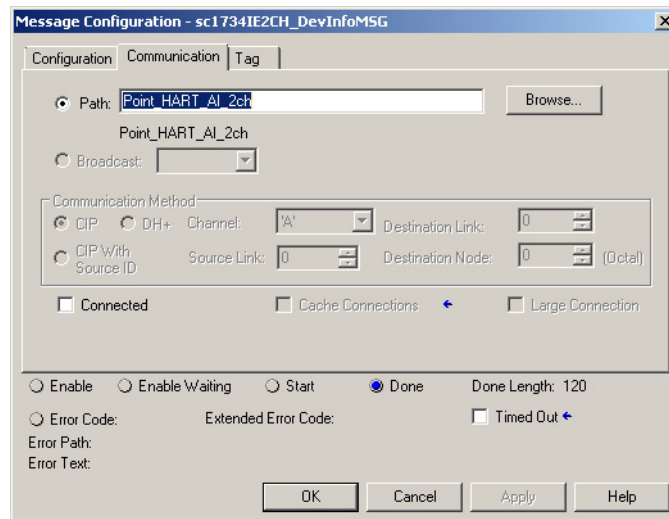 Message Configuration - sc1734IE2CH_DevInfoMSG
Configuration Communication Tag
Path: Point_HART_AI_2ch Browse...
Point_HART_AI_2ch
Broadcast:
Communication Method
CIP DH+ Channel: 'A' Destination Link: 0
CIP With Source ID Source Link: 0 Destination Node: 0 (Octal)
Connected Cache Connections Large Connection
Enable Enable Waiting Start Done Done Length: 120
Error Code: Extended Error Code: Timed Out
Error Path:
Error Text:
OK Cancel Apply Help